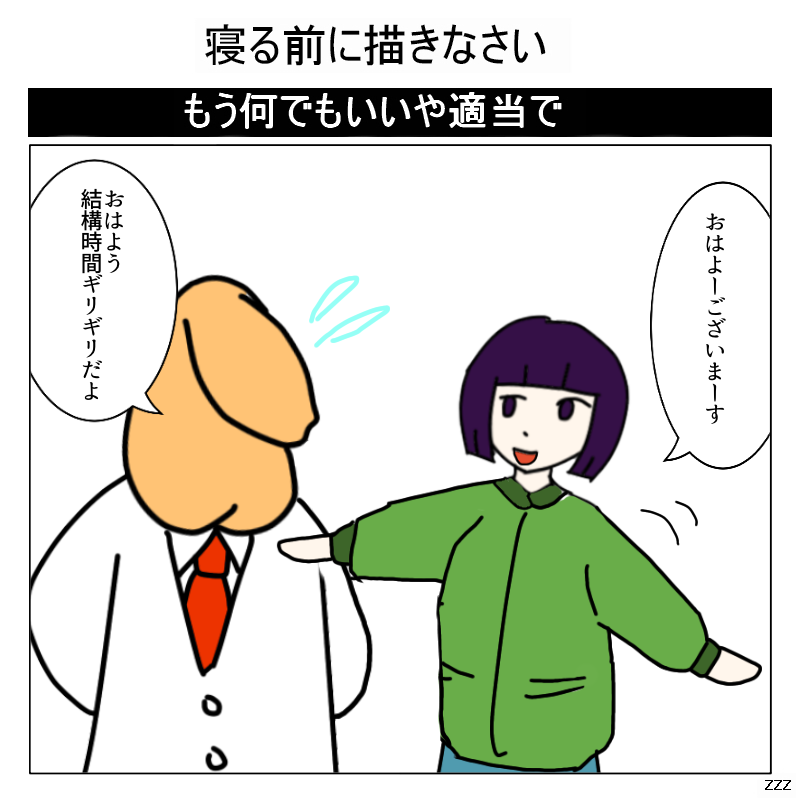 寝る前に描きなさい
もう何でもいいや適当で
おはよーございまーす
おはよう
結構時間ギリギリだよ
zzz